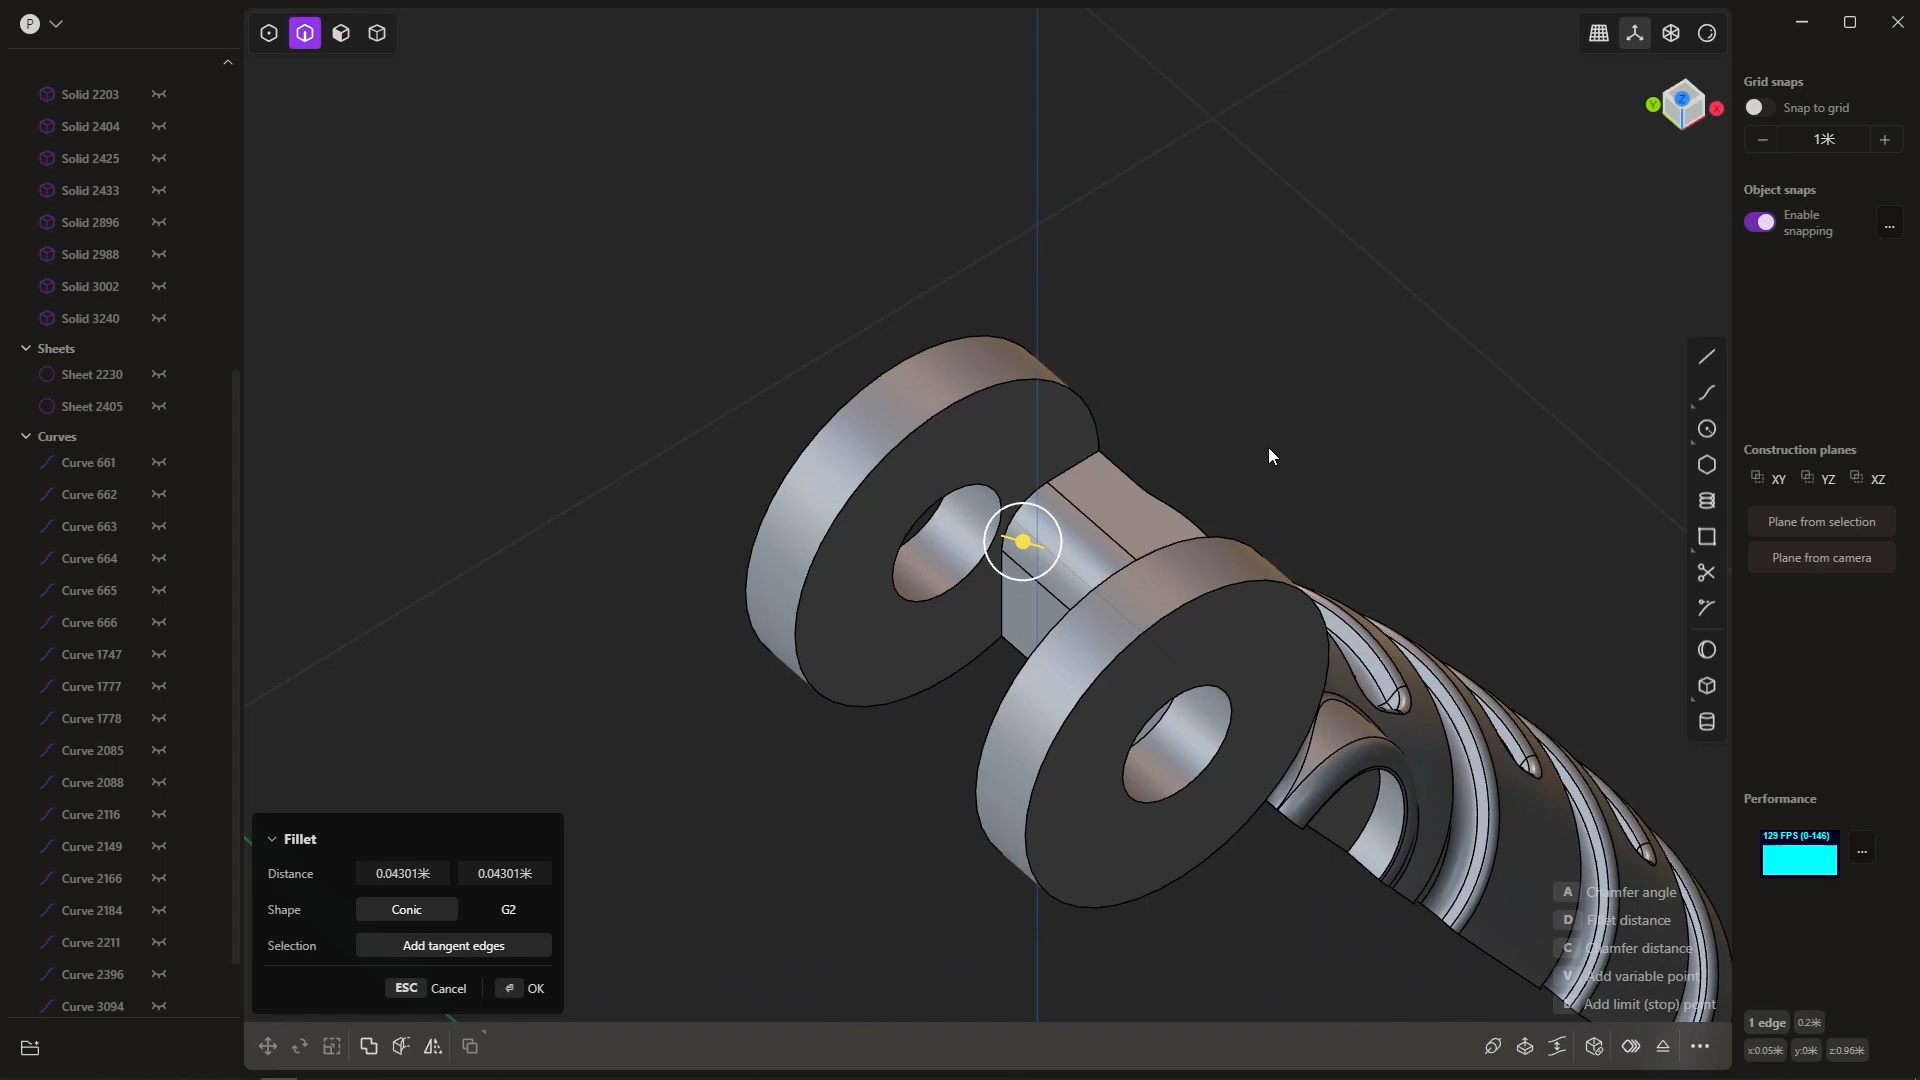 P
Solid 2203
Solid 2404
Solid 2425
Solid 2433
Solid 2896
Solid 2988
Solid 3002
Solid 3240
Sheets
Sheet 2230
Sheet 2405
Curves
Curve 661
Curve 662
Curve 663
Curve 664
Curve 665
Curve 666
Curve 1747
Curve 1777
Curve 1778
Curve 2085
Curve 2088
Curve 2116
Curve 2149
Curve 2166
Curve 2184
Curve 2211
Curve 2396
Curve 3094
Fillet
Distance 0.04301米 0.04301米
Shape Conic G2
Selection Add tangent edges
ESC Cancel OK
Z
Y
X
A Chamfer angle
D Fillet distance
C Chamfer distance
V Add variable point
Add limit (stop) point
Grid snaps
Snap to grid
1米
Object snaps
Enable snapping
...
Construction planes
XY YZ XZ
Plane from selection
Plane from camera
Performance
129 FPS (0-146)
...
1 edge 0.2米
x:0.05米 y:0米 z:0.96米